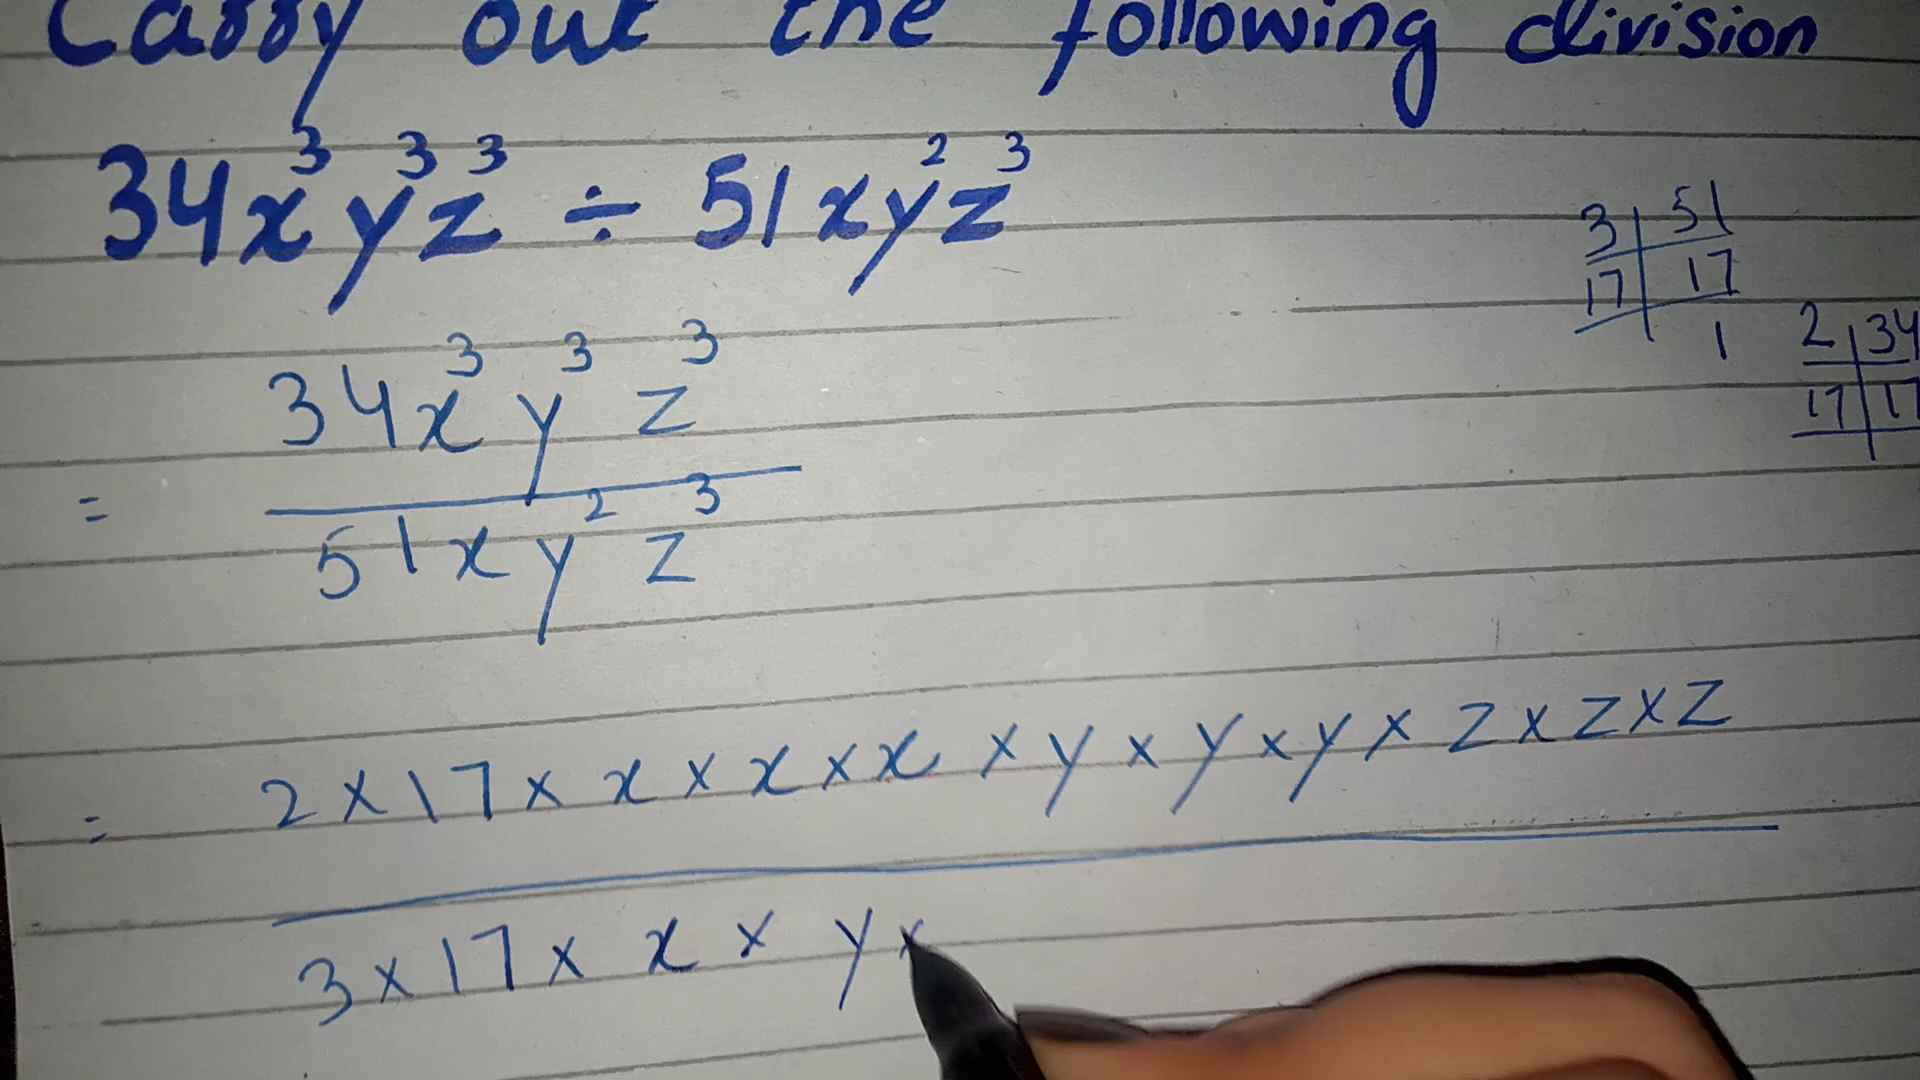 Carry out the following division
34x³y³z³ ÷ 51xy²z³
3 | 51
17 | 17
1
2 | 34
17 | 17
= 34x³y³z³
51xy²z³
= 2 × 17 × x × x × x × y × y × y × z × z × z
3 × 17 × x × y ×